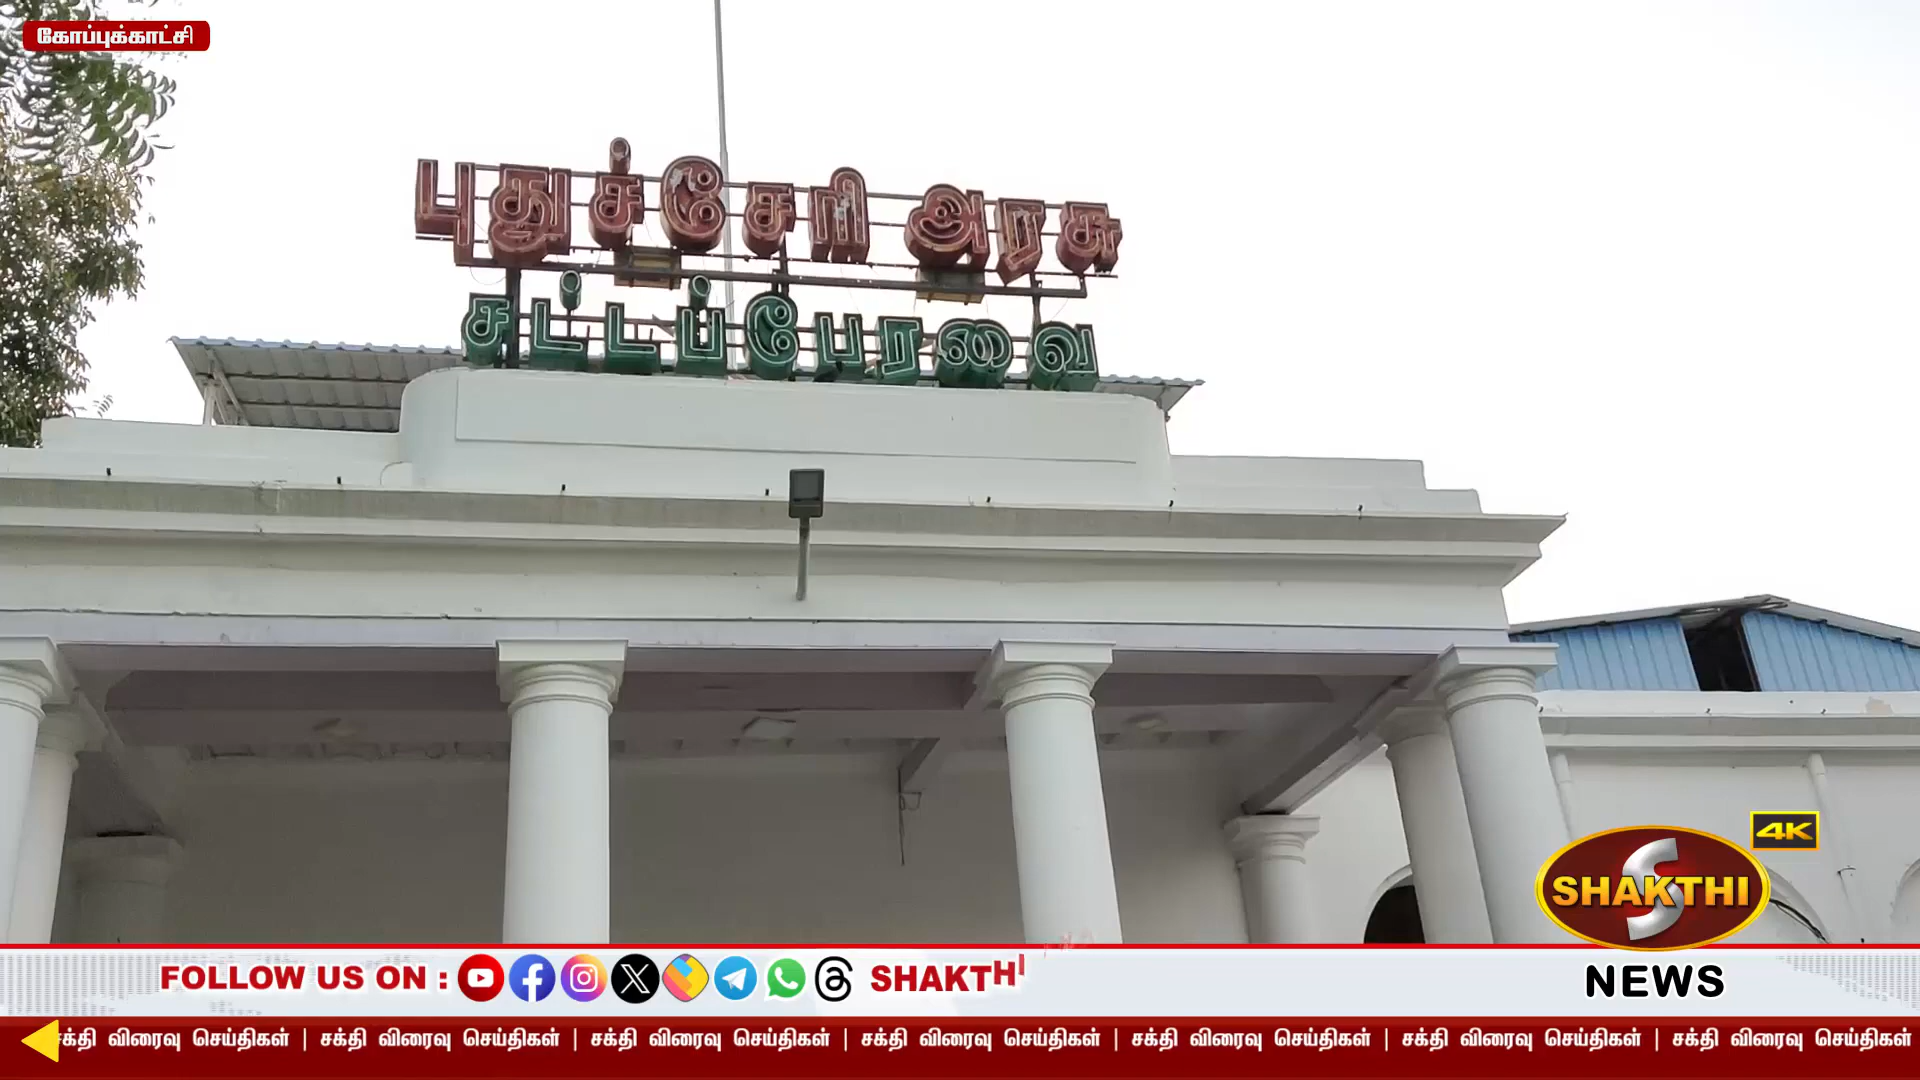 கோப்புக்காட்சி
புதுச்சேரி அரசு
சட்டப்பேரவை
4K
SHAKTHI
NEWS
FOLLOW US ON : SHAKTHI
சக்தி விரைவு செய்திகள் | சக்தி விரைவு செய்திகள் | சக்தி விரைவு செய்திகள் | சக்தி விரைவு செய்திகள் | சக்தி விரைவு செய்திகள் | சக்தி விரைவு செய்திகள் | சக்தி விரைவு செய்திகள்